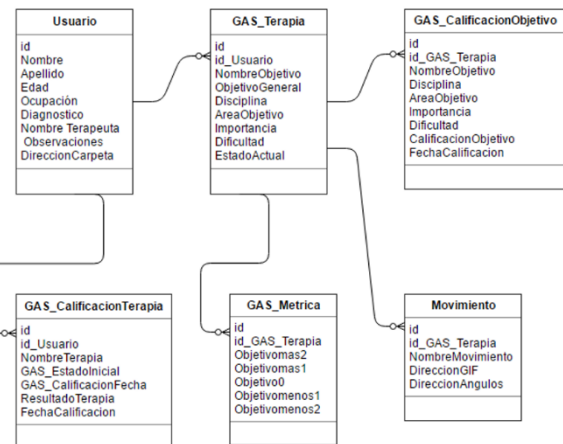 Usuario
id
Nombre
Apellido
Edad
Ocupación
Diagnostico
Nombre Terapeuta
Observaciones
DireccionCarpeta
GAS_Terapia
id
id_Usuario
NombreObjetivo
ObjetivoGeneral
Disciplina
AreaObjetivo
Importancia
Dificultad
EstadoActual
GAS_CalificacionObjetivo
id
id_GAS_Terapia
NombreObjetivo
Disciplina
AreaObjetivo
Importancia
Dificultad
CalificacionObjetivo
FechaCalificacion
GAS_CalificacionTerapia
id
id_Usuario
NombreTerapia
GAS_EstadoInicial
GAS_CalificacionFecha
ResultadoTerapia
FechaCalificacion
GAS_Metrica
id
id_GAS_Terapia
Objetivomas2
Objetivomas1
Objetivo0
Objetivomenos1
Objetivomenos2
Movimiento
id
id_GAS_Terapia
NombreMovimiento
DireccionGIF
DireccionAngulos